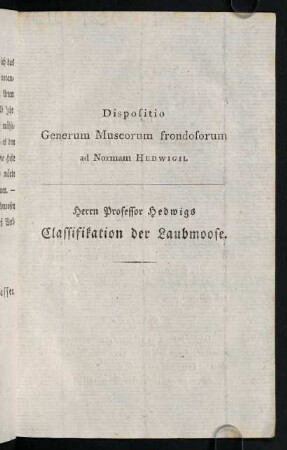 Dispoſitio
Generum Muscorum frondoſorum
ad Normam HEDWIGII.
Herrn Profeſſor Hedwigs
Claſſifikation der Laubmooſe.